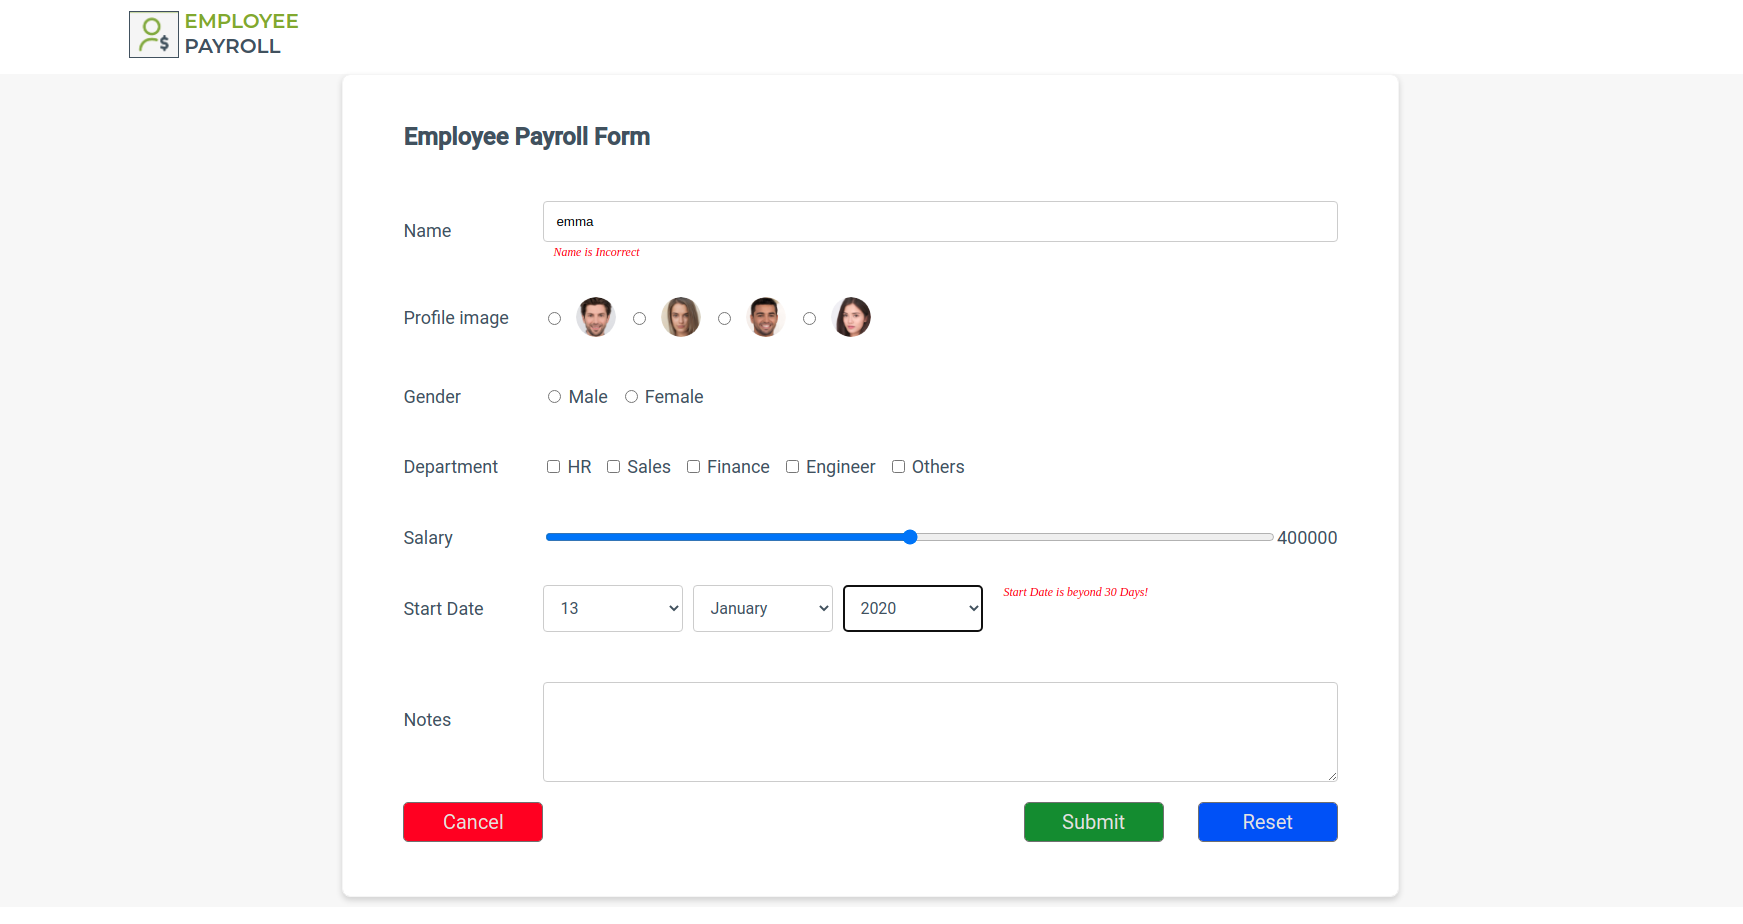 EMPLOYEE
PAYROLL
Employee Payroll Form
Name
emma
Name is Incorrect
Profile image
Gender Male Female
Department HR Sales Finance Engineer Others
Salary 400000
Start Date 13 January 2020 Start Date is beyond 30 Days!
Notes
Cancel Submit Reset